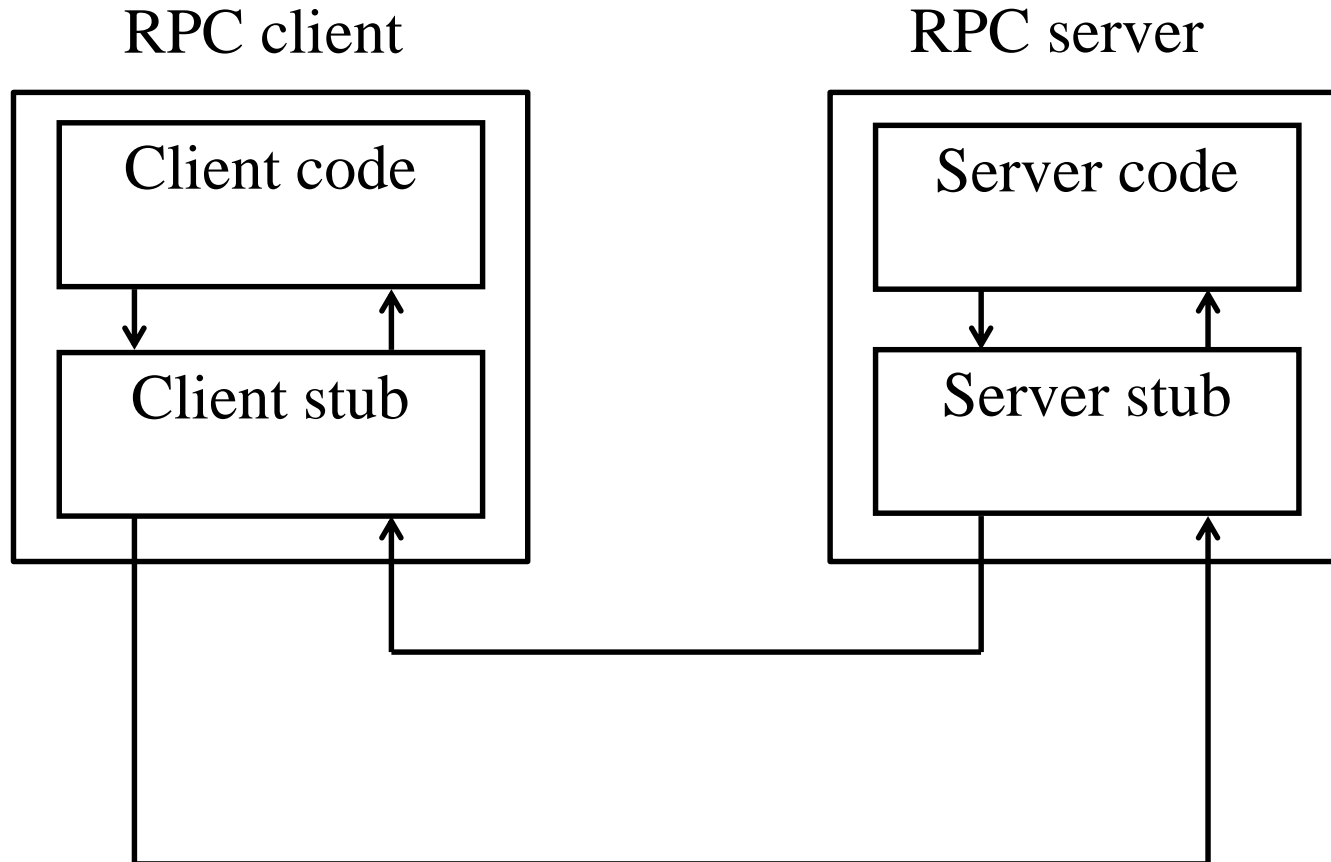 RPC client
RPC server
Client code
Server code
Client stub
Server stub